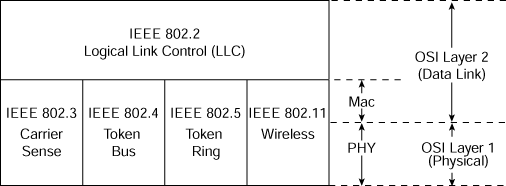 IEEE 802.2
Logical Link Control (LLC)
OSI Layer 2
(Data Link)
IEEE 802.3
Carrier
Sense
IEEE 802.4
Token
Bus
IEEE 802.5
Token
Ring
IEEE 802.11
Wireless
Mac
PHY
OSI Layer 1
(Physical)